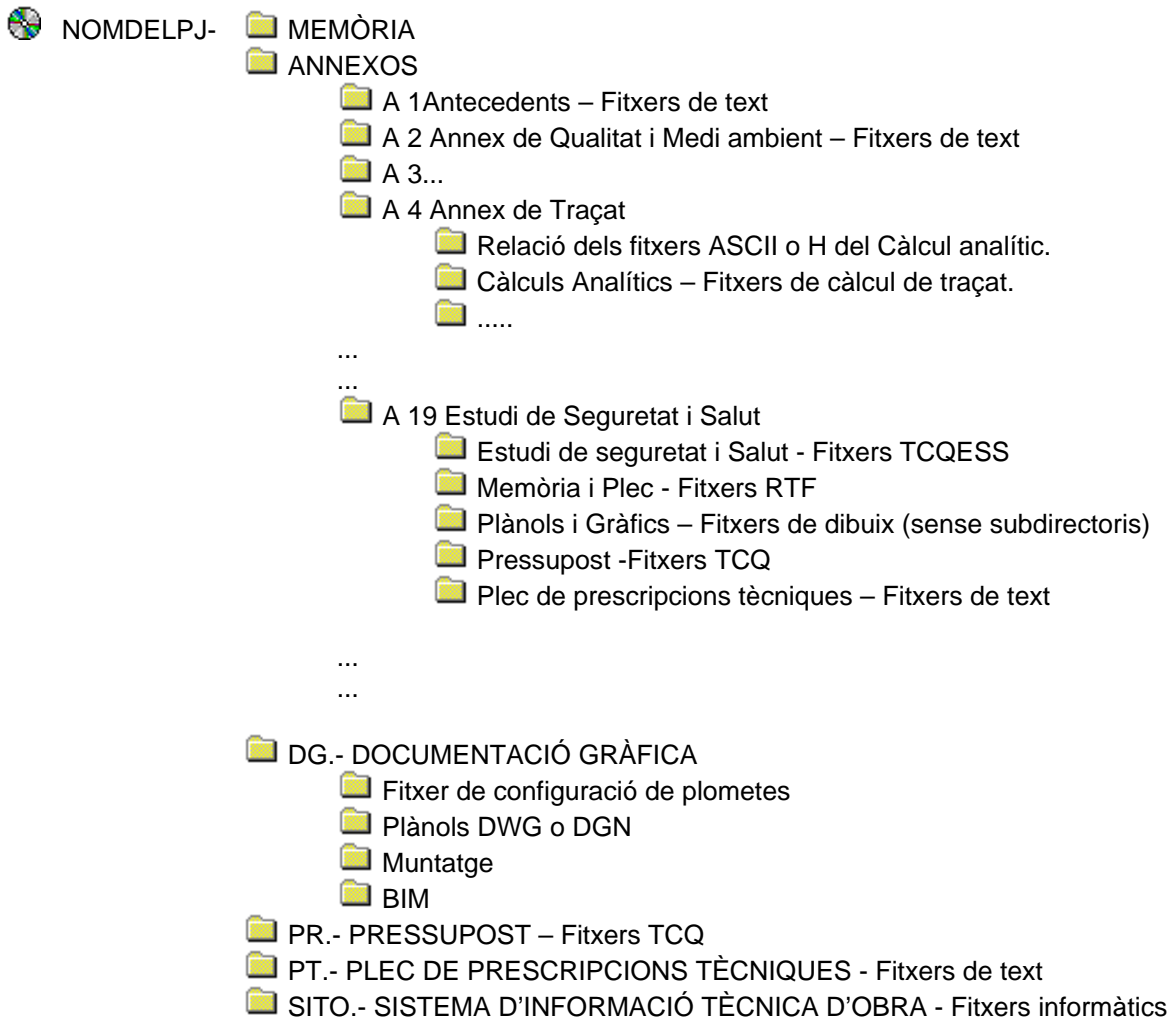 NOMDELPJ- MEMÒRIA
ANNEXOS
A 1Antecedents – Fitxers de text
A 2 Annex de Qualitat i Medi ambient – Fitxers de text
A 3...
A 4 Annex de Traçat
Relació dels fitxers ASCII o H del Càlcul analític.
Càlculs Analítics – Fitxers de càlcul de traçat.
.....
...
...
A 19 Estudi de Seguretat i Salut
Estudi de seguretat i Salut - Fitxers TCQESS
Memòria i Plec - Fitxers RTF
Plànols i Gràfics – Fitxers de dibuix (sense subdirectoris)
Pressupost -Fitxers TCQ
Plec de prescripcions tècniques – Fitxers de text
...
...
DG.- DOCUMENTACIÓ GRÀFICA
Fitxer de configuració de plometes
Plànols DWG o DGN
Muntatge
BIM
PR.- PRESSUPOST – Fitxers TCQ
PT.- PLEC DE PRESCRIPCIONS TÈCNIQUES - Fitxers de text
SITO.- SISTEMA D’INFORMACIÓ TÈCNICA D’OBRA - Fitxers informàtics